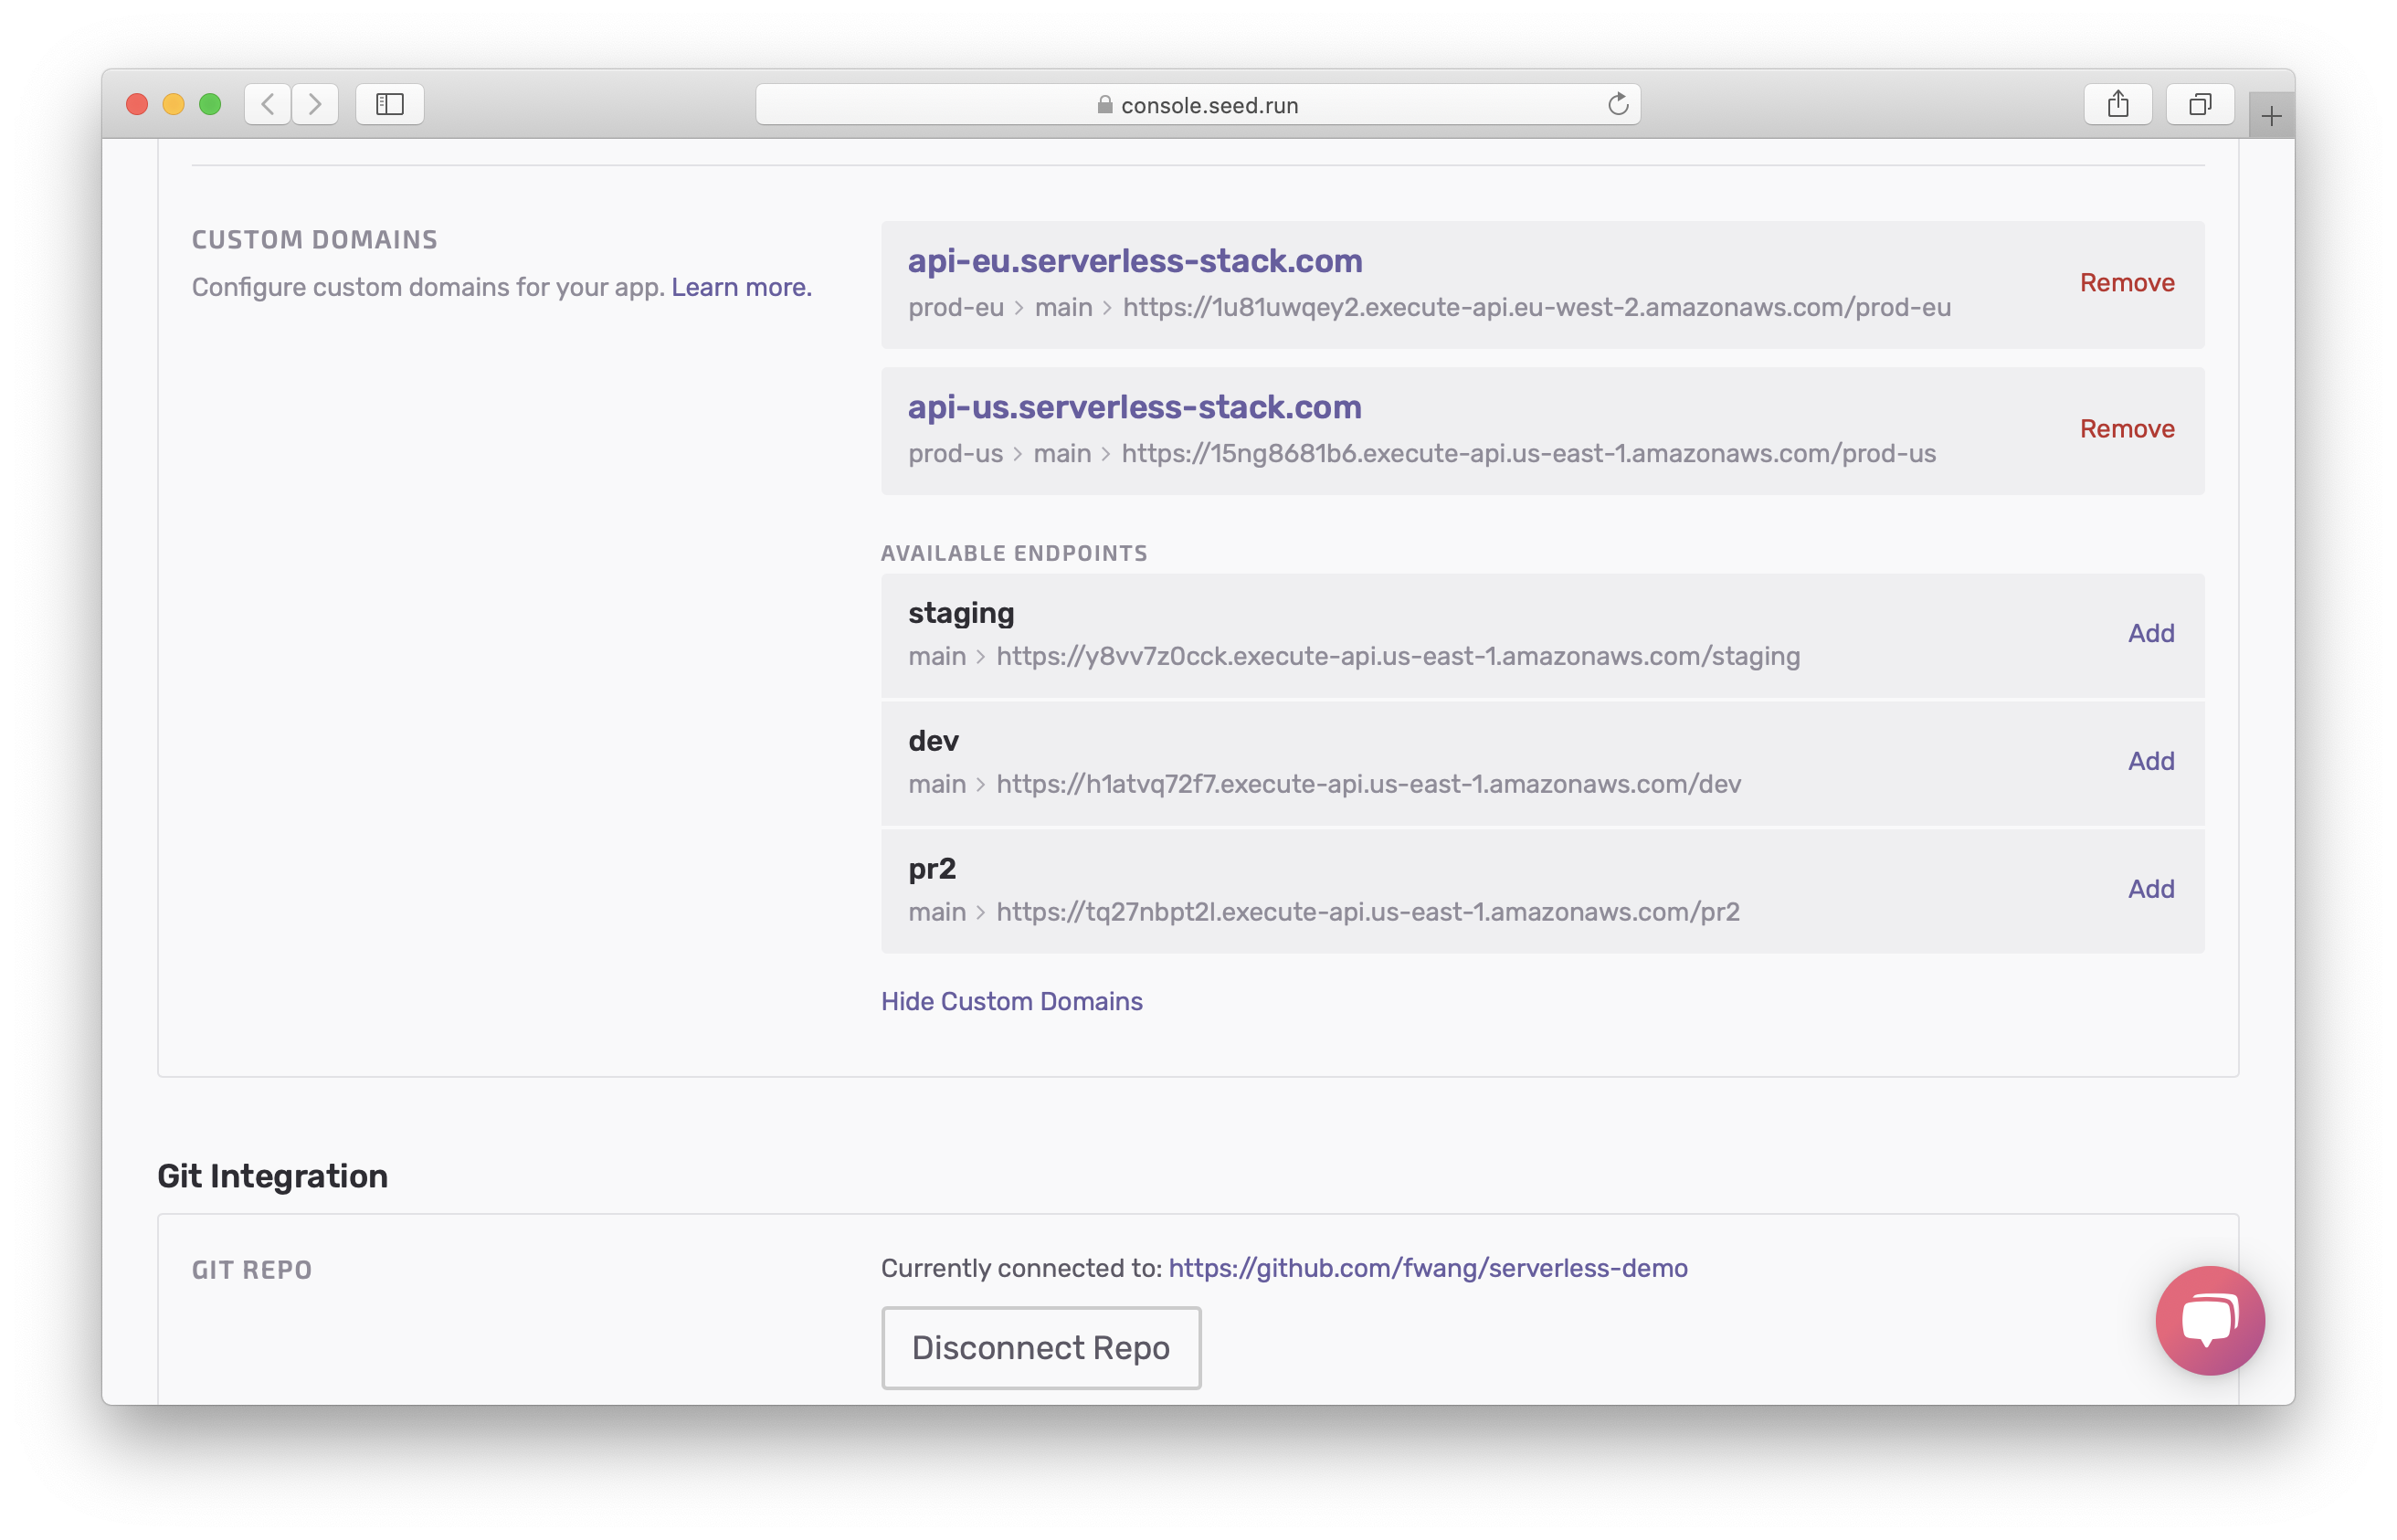 console.seed.run
CUSTOM DOMAINS
Configure custom domains for your app. Learn more.
api-eu.serverless-stack.com
prod-eu > main > https://1u81uwqey2.execute-api.eu-west-2.amazonaws.com/prod-eu
Remove
api-us.serverless-stack.com
prod-us > main > https://15ng8681b6.execute-api.us-east-1.amazonaws.com/prod-us
Remove
AVAILABLE ENDPOINTS
staging
main > https://y8vv7z0cck.execute-api.us-east-1.amazonaws.com/staging
Add
dev
main > https://h1atvq72f7.execute-api.us-east-1.amazonaws.com/dev
Add
pr2
main > https://tq27nbpt2l.execute-api.us-east-1.amazonaws.com/pr2
Add
Hide Custom Domains
Git Integration
GIT REPO
Currently connected to: https://github.com/fwang/serverless-demo
Disconnect Repo